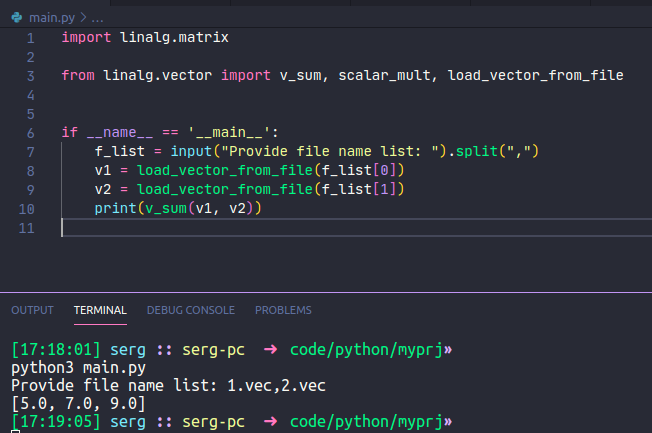 main.py > ...
1 import linalg.matrix
2
3 from linalg.vector import v_sum, scalar_mult, load_vector_from_file
4
5
6 if __name__ == '__main__':
7     f_list = input("Provide file name list: ").split(",")
8     v1 = load_vector_from_file(f_list[0])
9     v2 = load_vector_from_file(f_list[1])
10     print(v_sum(v1, v2))
11
OUTPUT TERMINAL DEBUG CONSOLE PROBLEMS
[17:18:01] serg :: serg-pc ➜ code/python/myprj»
python3 main.py
Provide file name list: 1.vec,2.vec
[5.0, 7.0, 9.0]
[17:19:05] serg :: serg-pc ➜ code/python/myprj»